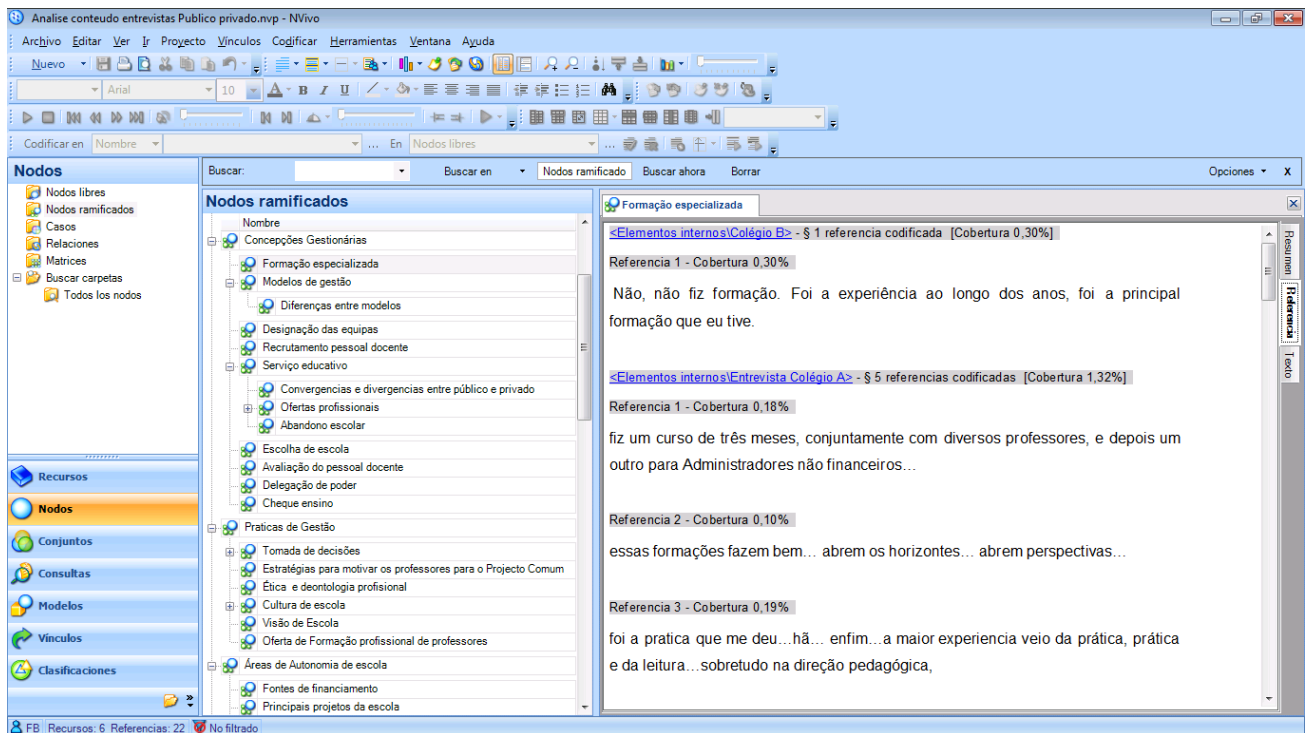 Analise conteudo entrevistas Publico privado.nvp - NVivo
Archivo Editar Ver Ir Proyecto Vínculos Codificar Herramientas Ventana Ayuda
Nuevo
Arial 10 A B I U
Codificar en Nombre ... En Nodos libres ...
Nodos
Nodos libres
Nodos ramificados
Casos
Relaciones
Matrices
Buscar carpetas
Todos los nodos
Recursos
Nodos
Conjuntos
Consultas
Modelos
Vínculos
Clasificaciones
Buscar: Buscar en Nodos ramificado Buscar ahora Borrar Opciones x
Nodos ramificados
Nombre
Concepções Gestionárias
Formação especializada
Modelos de gestão
Diferenças entre modelos
Designação das equipas
Recrutamento pessoal docente
Serviço educativo
Convergencias e divergencias entre público e privado
Ofertas profissionais
Abandono escolar
Escolha de escola
Avaliação do pessoal docente
Delegação de poder
Cheque ensino
Praticas de Gestão
Tomada de decisões
Estratégias para motivar os professores para o Projecto Comum
Ética e deontologia profisional
Cultura de escola
Visão de Escola
Oferta de Formação profissional de professores
Áreas de Autonomia de escola
Fontes de financiamento
Principais projetos da escola
Formação especializada
<Elementos internos\Colégio B> - § 1 referencia codificada [Cobertura 0,30%]
Referencia 1 - Cobertura 0,30%
Não, não fiz formação. Foi a experiência ao longo dos anos, foi a principal
formação que eu tive.
<Elementos internos\Entrevista Colégio A> - § 5 referencias codificadas [Cobertura 1,32%]
Referencia 1 - Cobertura 0,18%
fiz um curso de três meses, conjuntamente com diversos professores, e depois um
outro para Administradores não financeiros…
Referencia 2 - Cobertura 0,10%
essas formações fazem bem… abrem os horizontes… abrem perspectivas…
Referencia 3 - Cobertura 0,19%
foi a pratica que me deu…hã… enfim…a maior experiencia veio da prática, prática
e da leitura…sobretudo na direção pedagógica,
Resumen
Referencia
Texto
FB Recursos: 6 Referencias: 22 No filtrado